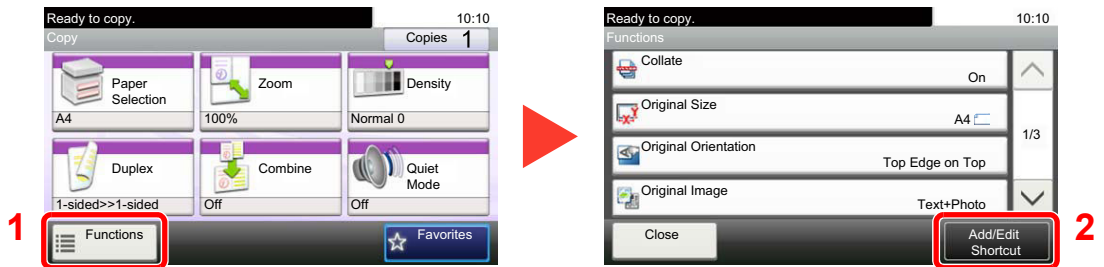 Ready to copy. 10:10
Copy Copies 1
Paper
Selection
Zoom
Density
A4 100% Normal 0
Duplex
Combine
Quiet
Mode
1-sided>>1-sided Off Off
1 Functions Favorites
Ready to copy. 10:10
Functions
Collate
On
Original Size
A4
1/3
Original Orientation
Top Edge on Top
Original Image
Text+Photo
Close
Add/Edit
Shortcut
2